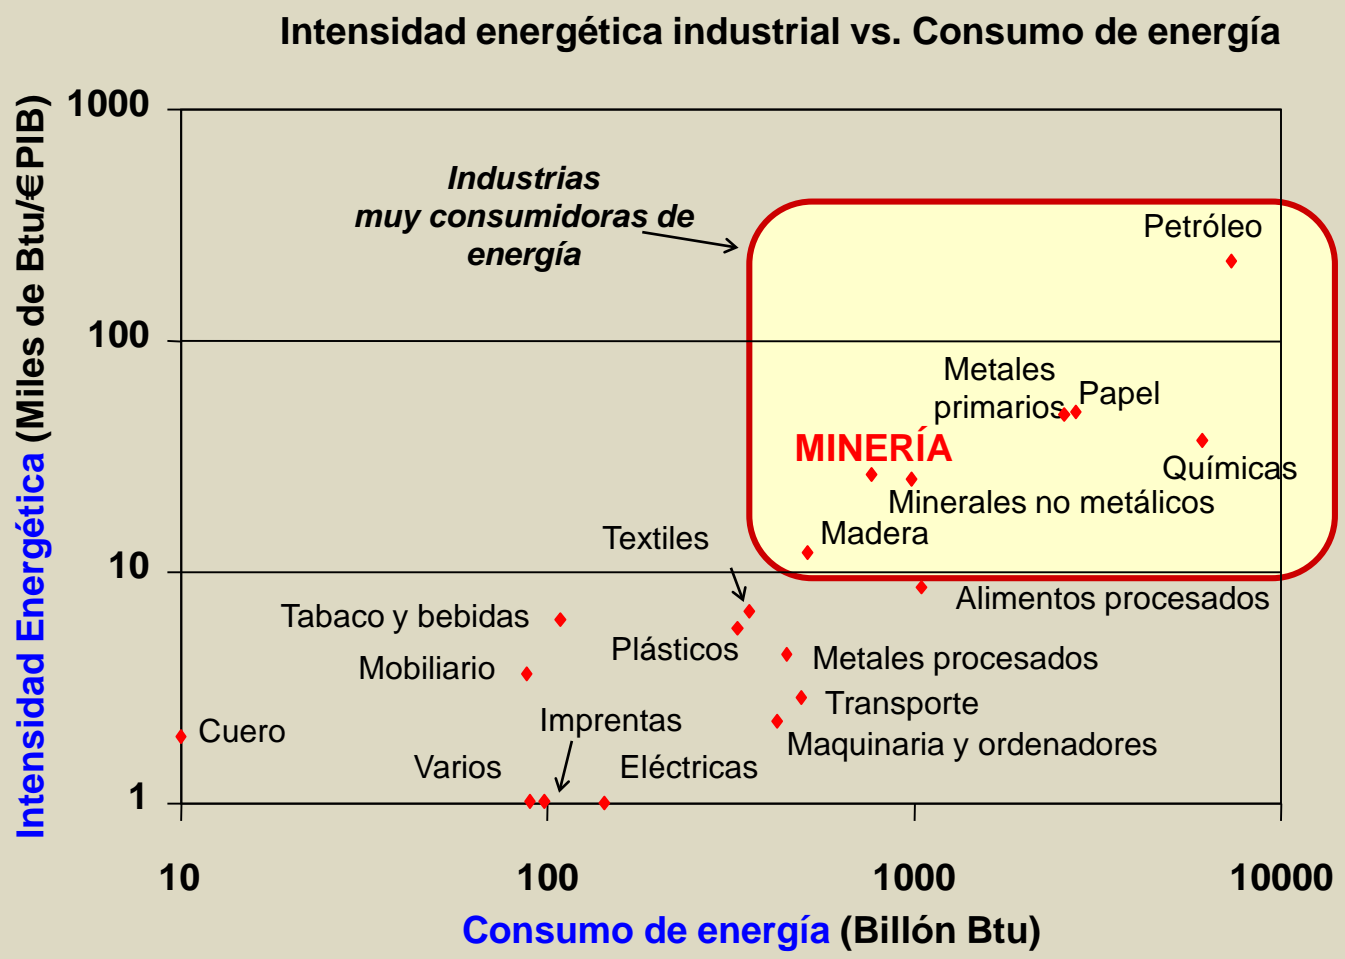 Intensidad energética industrial vs. Consumo de energía
Intensidad Energética (Miles de Btu/€PIB)
1000
100
10
1
Industrias
muy consumidoras de
energía
Petróleo
Metales
primarios
Papel
MINERÍA
Químicas
Minerales no metálicos
Madera
Textiles
Alimentos procesados
Tabaco y bebidas
Plásticos
Metales procesados
Mobiliario
Transporte
Imprentas
Cuero
Maquinaria y ordenadores
Varios
Eléctricas
10
100
1000
10000
Consumo de energía (Billón Btu)